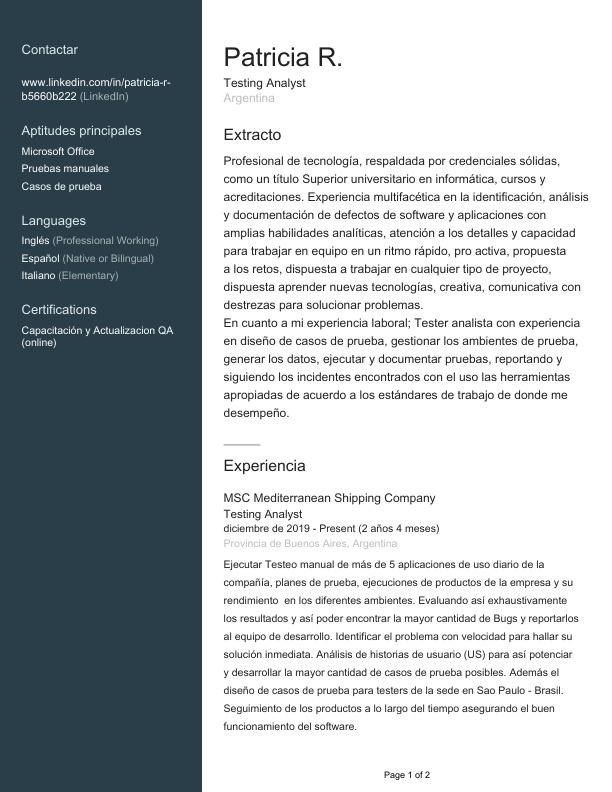 Contactar
www.linkedin.com/in/patricia-r-
b5660b222 (LinkedIn)
Aptitudes principales
Microsoft Office
Pruebas manuales
Casos de prueba
Languages
Inglés (Professional Working)
Español (Native or Bilingual)
Italiano (Elementary)
Certifications
Capacitación y Actualizacion QA
(online)
Patricia R.
Testing Analyst
Argentina
Extracto
Profesional de tecnología, respaldada por credenciales sólidas,
como un título Superior universitario en informática, cursos y
acreditaciones. Experiencia multifacética en la identificación, análisis
y documentación de defectos de software y aplicaciones con
amplias habilidades analíticas, atención a los detalles y capacidad
para trabajar en equipo en un ritmo rápido, pro activa, propuesta
a los retos, dispuesta a trabajar en cualquier tipo de proyecto,
dispuesta aprender nuevas tecnologías, creativa, comunicativa con
destrezas para solucionar problemas.
En cuanto a mi experiencia laboral; Tester analista con experiencia
en diseño de casos de prueba, gestionar los ambientes de prueba,
generar los datos, ejecutar y documentar pruebas, reportando y
siguiendo los incidentes encontrados con el uso las herramientas
apropiadas de acuerdo a los estándares de trabajo de donde me
desempeño.
Experiencia
MSC Mediterranean Shipping Company
Testing Analyst
diciembre de 2019 - Present (2 años 4 meses)
Provincia de Buenos Aires, Argentina
Ejecutar Testeo manual de más de 5 aplicaciones de uso diario de la
compañía, planes de prueba, ejecuciones de productos de la empresa y su
rendimiento  en los diferentes ambientes. Evaluando así exhaustivamente
los resultados y así poder encontrar la mayor cantidad de Bugs y reportarlos
al equipo de desarrollo. Identificar el problema con velocidad para hallar su
solución inmediata. Análisis de historias de usuario (US) para así potenciar
y desarrollar la mayor cantidad de casos de prueba posibles. Además el
diseño de casos de prueba para testers de la sede en Sao Paulo - Brasil.
Seguimiento de los productos a lo largo del tiempo asegurando el buen
funcionamiento del software.
Page 1 of 2